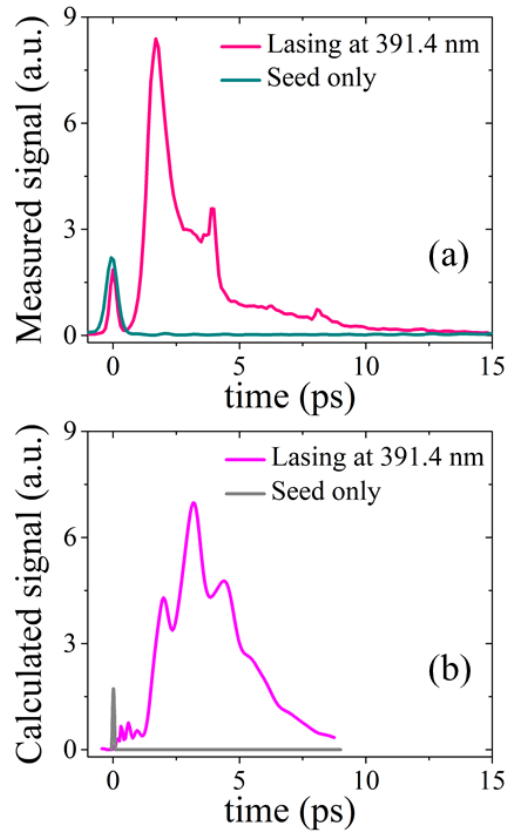 9
Lasing at 391.4 nm
Seed only
6
3
(a)
0
Measured signal (a.u.)
0 5 10 15
time (ps)
9
Lasing at 391.4 nm
Seed only
6
3
(b)
0
Calculated signal (a.u.)
0 5 10 15
time (ps)